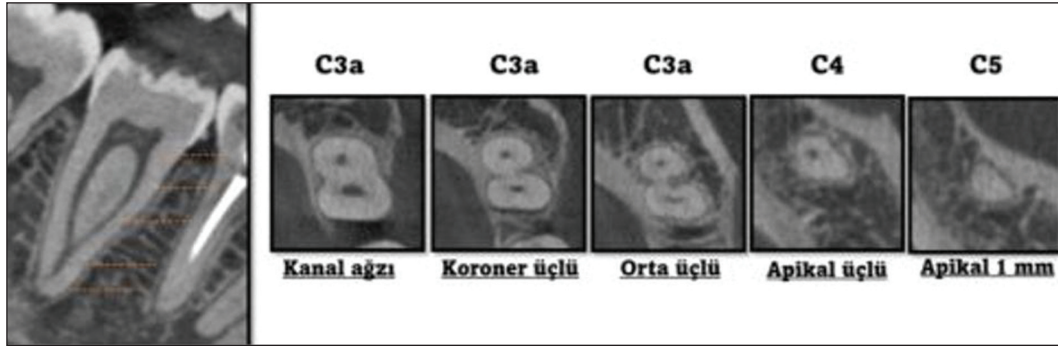 C3a C3a C3a C4 C5
Kanal ağzı Koroner üçlü Orta üçlü Apikal üçlü Apikal 1 mm